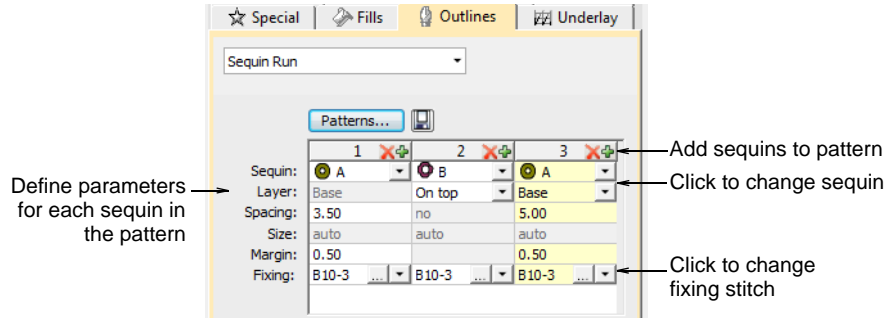 Special Fills Outlines Underlay
Sequin Run
Patterns...
1 2 3
Add sequins to pattern
Sequin: A B A
Click to change sequin
Layer: Base On top Base
Define parameters
for each sequin in
the pattern
Spacing: 3.50 no 5.00
Size: auto auto auto
Margin: 0.50 0.50
Fixing: B10-3 ... B10-3 ... B10-3 ...
Click to change
fixing stitch